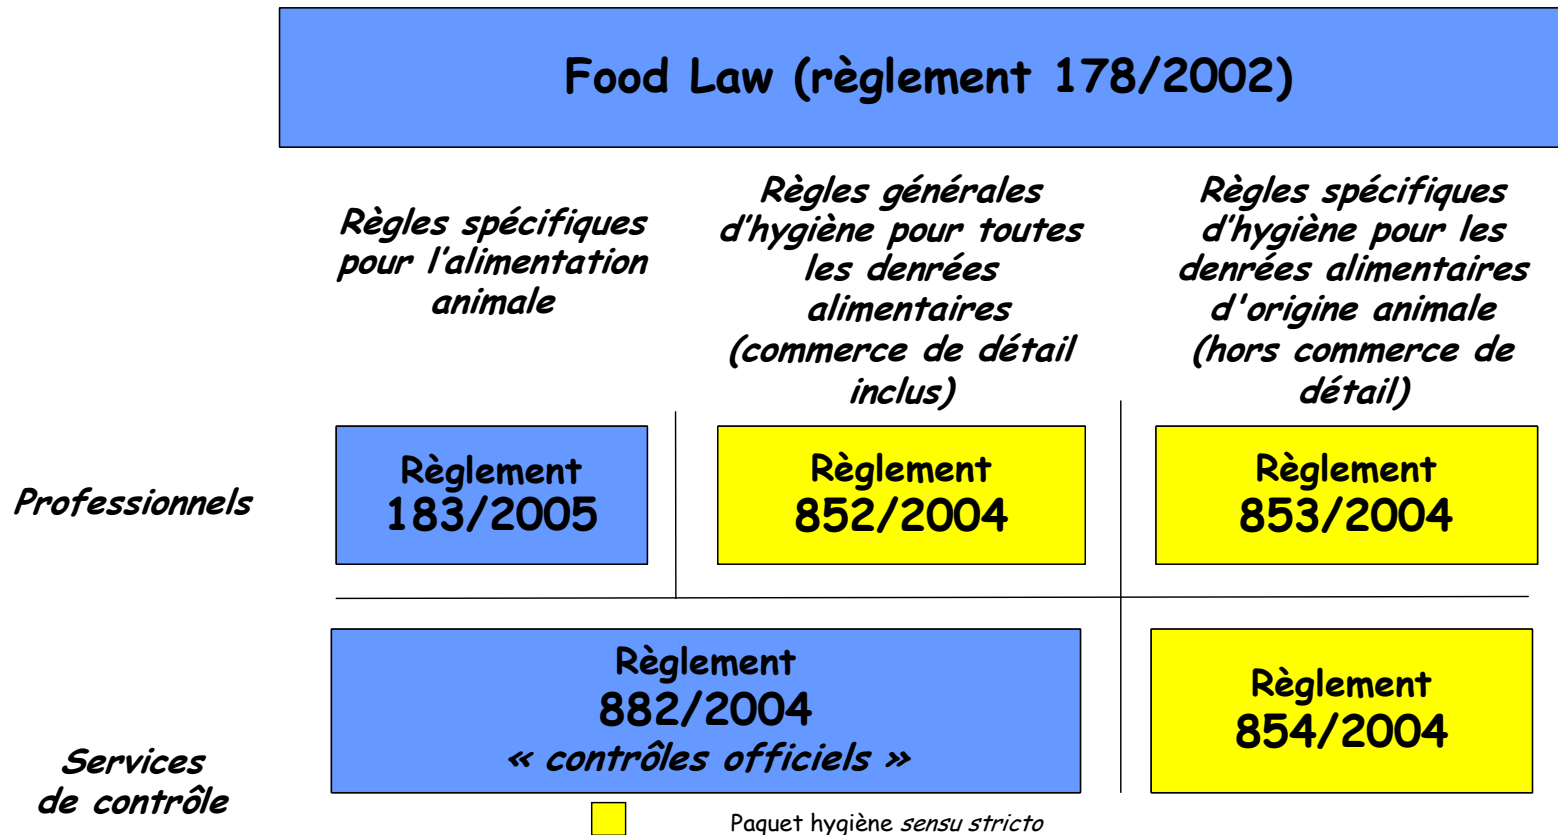 Food Law (règlement 178/2002)
Règles spécifiques
pour l'alimentation
animale
Règles générales
d'hygiène pour toutes
les denrées
alimentaires
(commerce de détail
inclus)
Règles spécifiques
d'hygiène pour les
denrées alimentaires
d'origine animale
(hors commerce de
détail)
Professionnels
Règlement
183/2005
Règlement
852/2004
Règlement
853/2004
Services
de contrôle
Règlement
882/2004
« contrôles officiels »
Règlement
854/2004
Paquet hygiène sensu stricto